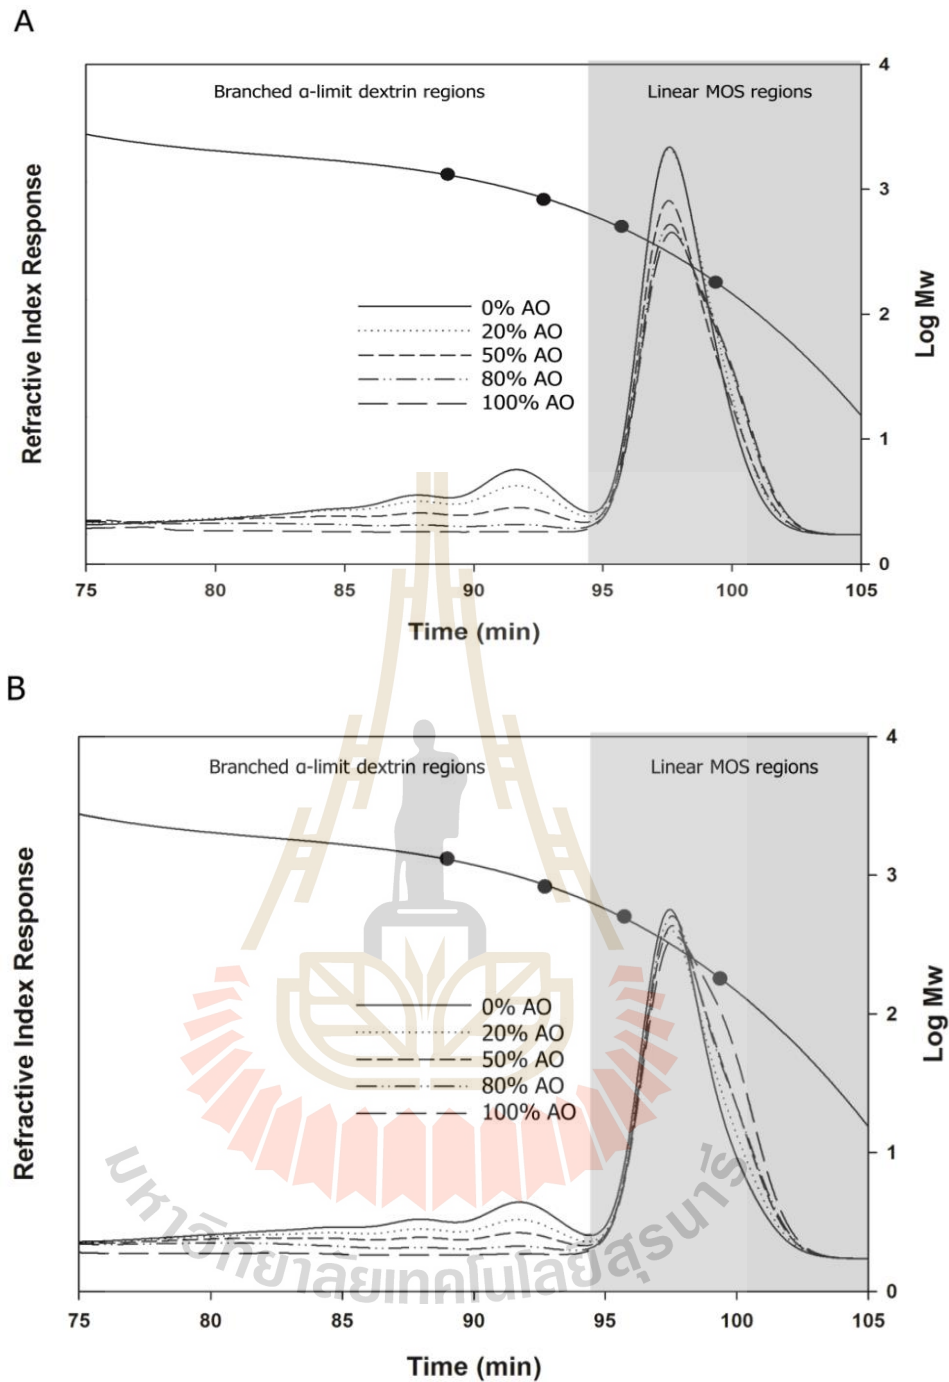 A
Branched α-limit dextrin regions
Linear MOS regions
Refractive Index Response
Log Mw
4
3
2
1
0
0% AO
20% AO
50% AO
80% AO
100% AO
75 80 85 90 95 100 105
Time (min)
B
Branched α-limit dextrin regions
Linear MOS regions
Refractive Index Response
Log Mw
4
3
2
1
0
0% AO
20% AO
50% AO
80% AO
100% AO
มหาวิทยาลัยเทคโนโลยีสุรนารี
75 80 85 90 95 100 105
Time (min)